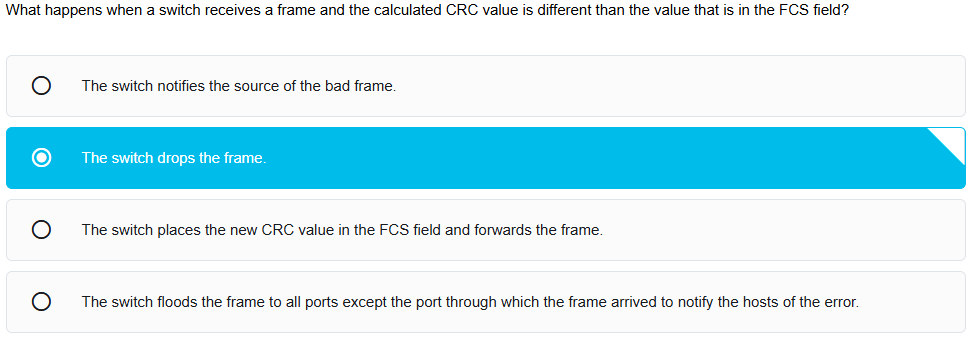 What happens when a switch receives a frame and the calculated CRC value is different than the value that is in the FCS field?
The switch notifies the source of the bad frame.
The switch drops the frame.
The switch places the new CRC value in the FCS field and forwards the frame.
The switch floods the frame to all ports except the port through which the frame arrived to notify the hosts of the error.